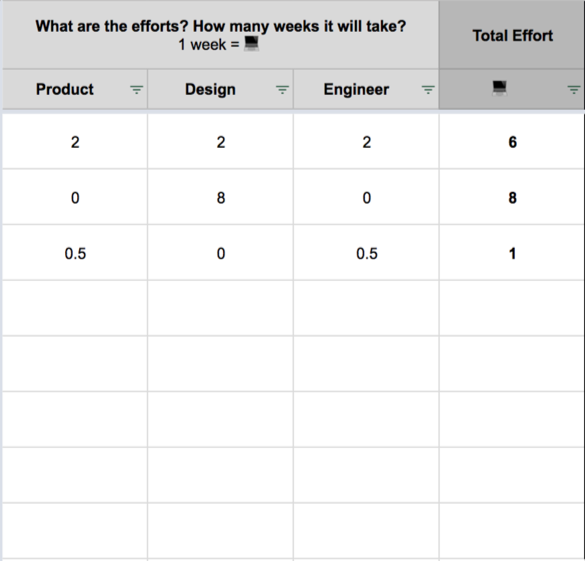 What are the efforts? How many weeks it will take?
1 week = 💻
Total Effort
Product Design Engineer 💻
2 2 2 6
0 8 0 8
0.5 0 0.5 1